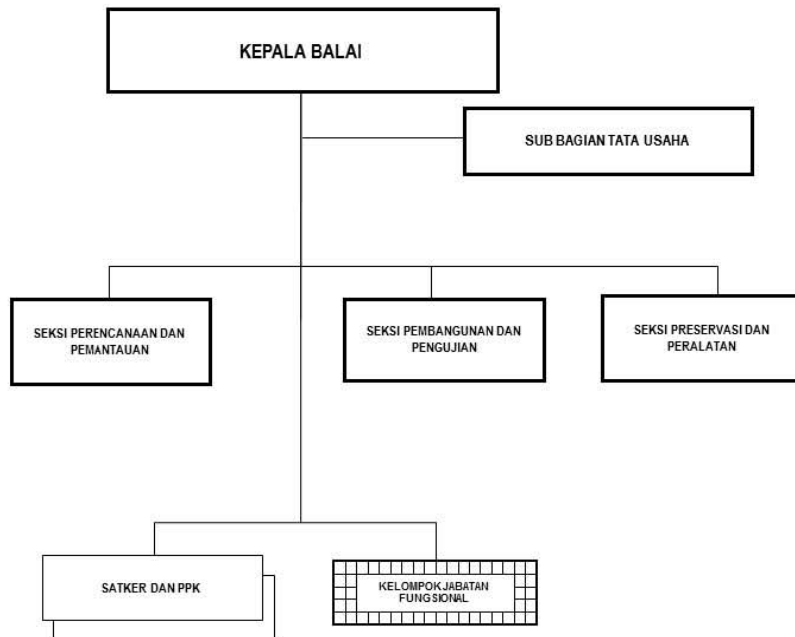 KEPALA BALAI
SUB BAGIAN TATA USAHA
SEKSI PERENCANAAN DAN
PEMANTAUAN
SEKSI PEMBANGUNAN DAN
PENGUJIAN
SEKSI PRESERVASI DAN
PERALATAN
SATKER DAN PPK
KELOMPOK JABATAN
FUNGSIONAL